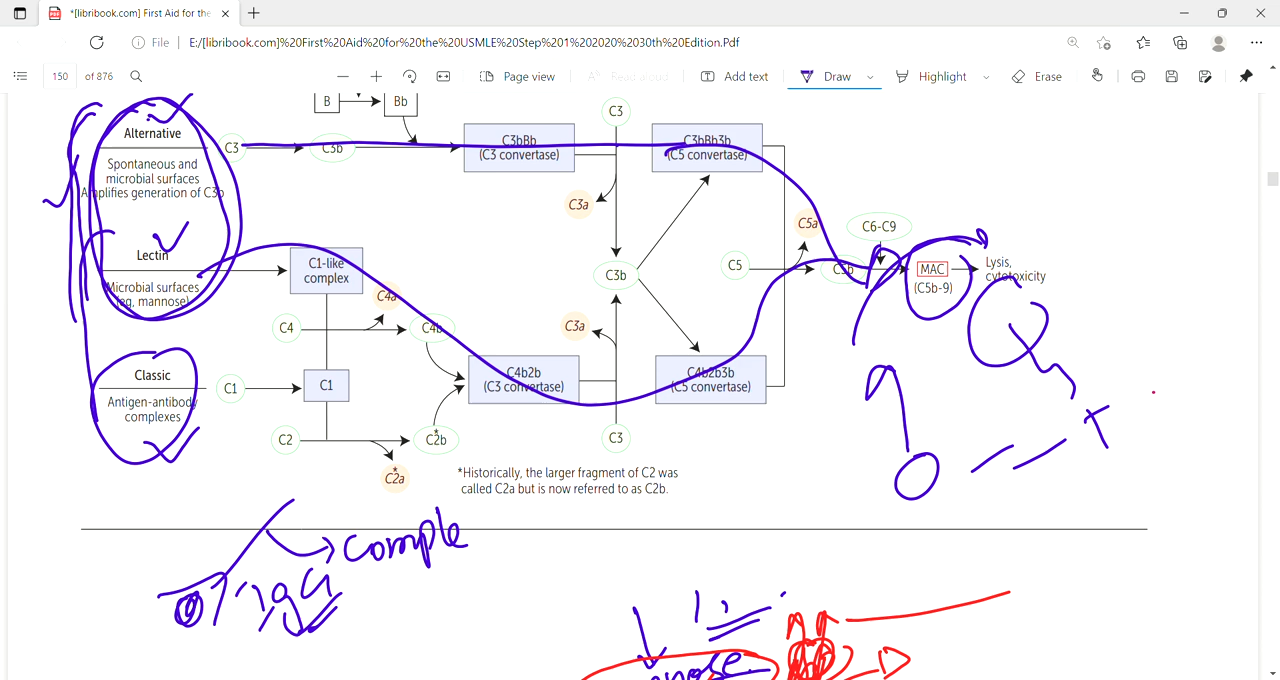 *[libribook.com] First Aid for the
File E:/[libribook.com]%20First%20Aid%20for%20the%20USMLE%20Step%201%202020%2030th%20Edition.Pdf
150 of 876 Page view Read aloud Add text Draw Highlight Erase
B Bb C3
Alternative
C3 C3b C3bBb C3bBb3b
(C3 convertase) (C5 convertase)
Spontaneous and
microbial surfaces
Amplifies generation of C3b
C3a C5a C6-C9
Lectin
C1-like
complex
C3b C5 C5b MAC Lysis,
cytotoxicity
(C5b-9)
Microbial surfaces
(eg, mannose)
C4a
C4 C4b C3a
Classic
C1 C1 C4b2b C4b2b3b
(C3 convertase) (C5 convertase)
Antigen-antibody
complexes
C2 C2b* C3
C2a*
*Historically, the larger fragment of C2 was
called C2a but is now referred to as C2b.
comple